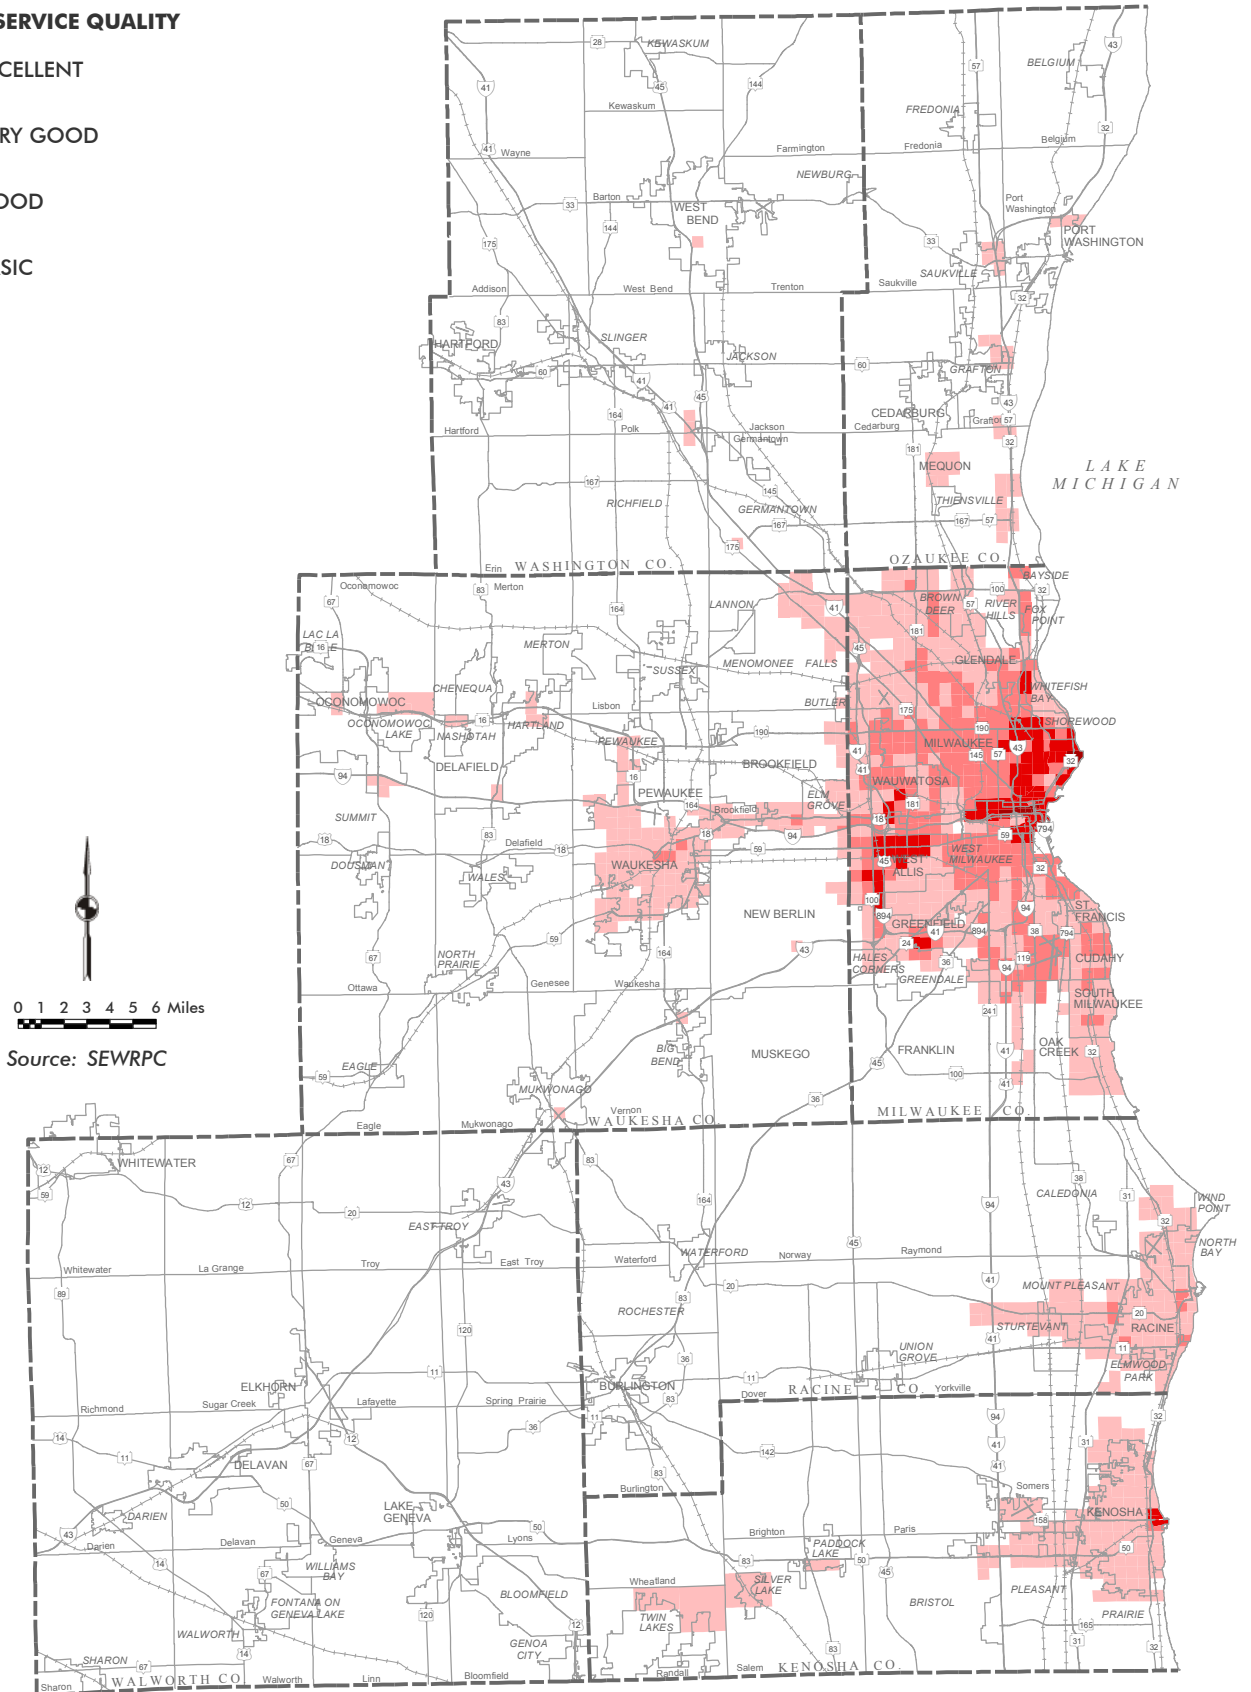 SERVICE QUALITY
CELLENT
RY GOOD
OOD
SIC
KEWASKUM
BELGIUM
Kewaskum
FREDONIA
Wayne
Farmington
Fredonia
Belgium
NEWBURG
Barton
WEST
BEND
Port
Washington
PORT
WASHINGTON
SAUKVILLE
Addison
West Bend
Trenton
Saukville
HARTFORD
SLINGER
JACKSON
GRAFTON
CEDARBURG
Hartford
Polk
Jackson
Germantown
Cedarburg
Grafton
MEQUON
LAKE
MICHIGAN
RICHFIELD
GERMANTOWN
THIENSVILLE
Erin
WASHINGTON CO.
OZAUKEE CO.
Oconomowoc
Merton
LANNON
BROWN
DEER
RIVER
HILLS
BAYSIDE
FOX
POINT
LAC LA
MERTON
SUSSEX
MENOMONEE FALLS
GLENDALE
CHENEQUA
OCONOMOWOC
OCONOMOWOC
LAKE
NASHOTAH
HARTLAND
Lisbon
BUTLER
WHITEFISH
BAY
SHOREWOOD
PEWAUKEE
DELAFIELD
BROOKFIELD
MILWAUKEE
WAUWATOSA
PEWAUKEE
Brookfield
ELM
GROVE
SUMMIT
DOUSMAN
Delafield
WALES
WAUKESHA
WEST
MILWAUKEE
WEST
ALLIS
NEW BERLIN
ST.
FRANCIS
GREENFIELD
NORTH
PRAIRIE
HALES
CORNERS
GREENDALE
CUDAHY
Ottawa
Genesee
Waukesha
SOUTH
MILWAUKEE
0 1 2 3 4 5 6 Miles
Source: SEWRPC
EAGLE
BIG
BEND
MUSKEGO
FRANKLIN
OAK
CREEK
MUKWONAGO
Vernon
Eagle
Mukwonago
WAUKESHA CO.
MILWAUKEE CO.
WHITEWATER
CALEDONIA
WIND
POINT
EAST TROY
NORTH
BAY
Whitewater
La Grange
Troy
East Troy
Waterford
WATERFORD
Norway
Raymond
ROCHESTER
MOUNT PLEASANT
STURTEVANT
RACINE
UNION
GROVE
ELMWOOD
PARK
ELKHORN
BURLINGTON
Dover
RACINE CO.
Yorkville
Richmond
Sugar Creek
Lafayette
Spring Prairie
DELAVAN
Burlington
Somers
DARIEN
LAKE
GENEVA
KENOSHA
Darien
Delavan
Geneva
Lyons
Brighton
Paris
WILLIAMS
BAY
PADDOCK
LAKE
BLOOMFIELD
Wheatland
SILVER
LAKE
PLEASANT
FONTANA ON
GENEVA LAKE
TWIN
LAKES
BRISTOL
PRAIRIE
WALWORTH
GENOA
CITY
SHARON
Sharon
WALWORTH CO.
Walworth
Linn
Bloomfield
Randall
Salem
KENOSHA CO.